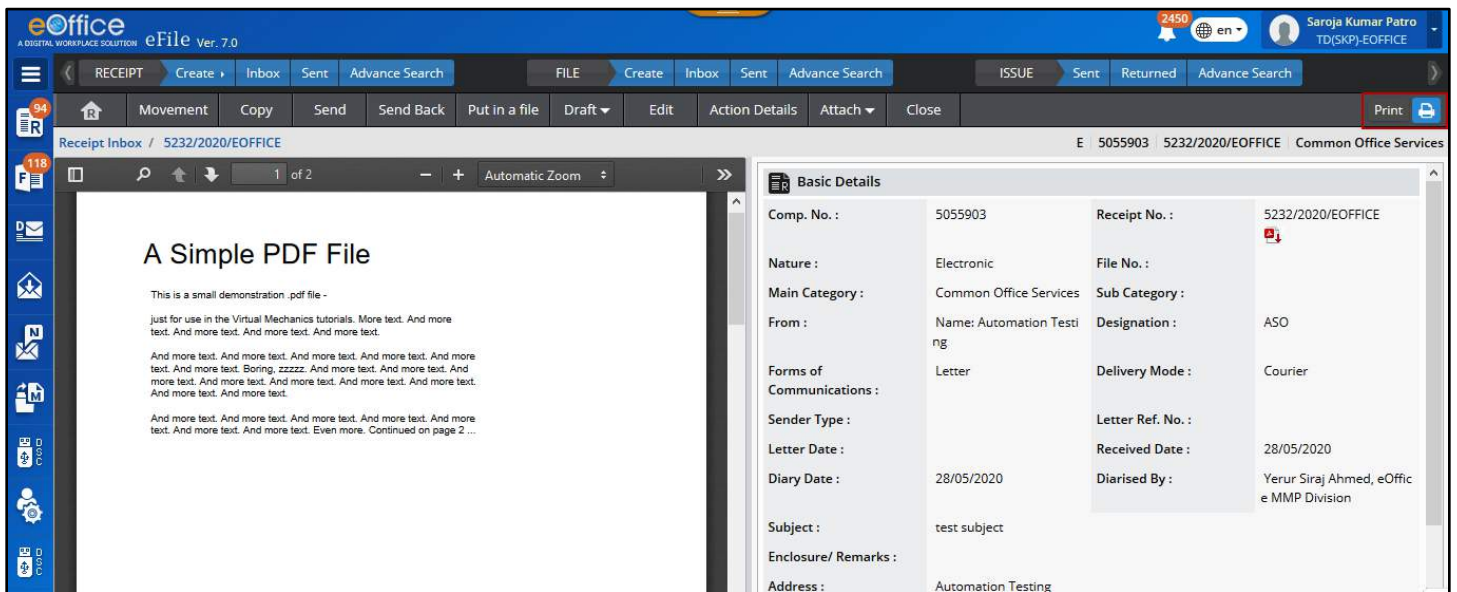 eOffice
A DIGITAL WORKPLACE SOLUTION eFile Ver. 7.0
2450
en
Saroja Kumar Patro
TD(SKP)-EOFFICE
RECEIPT Create Inbox Sent Advance Search FILE Create Inbox Sent Advance Search ISSUE Sent Returned Advance Search
94
R
R Movement Copy Send Send Back Put in a file Draft Edit Action Details Attach Close Print
Receipt Inbox / 5232/2020/EOFFICE E 5055903 5232/2020/EOFFICE Common Office Services
118
F
1 of 2 Automatic Zoom
D
N
M
DSC
DSC
A Simple PDF File
This is a small demonstration .pdf file -
just for use in the Virtual Mechanics tutorials. More text. And more
text. And more text. And more text. And more text.
And more text. And more text. And more text. And more text. And more
text. And more text. Boring, zzzzz. And more text. And more text. And
more text. And more text. And more text. And more text. And more text.
And more text. And more text.
And more text. And more text. And more text. And more text. And more
text. And more text. And more text. Even more. Continued on page 2 ...
R Basic Details
Comp. No. : 5055903 Receipt No. : 5232/2020/EOFFICE
Nature : Electronic File No. :
Main Category : Common Office Services Sub Category :
From : Name: Automation Testi Designation : ASO
ng
Forms of Letter Delivery Mode : Courier
Communications :
Sender Type : Letter Ref. No. :
Letter Date : Received Date : 28/05/2020
Diary Date : 28/05/2020 Diarised By : Yerur Siraj Ahmed, eOffic
e MMP Division
Subject : test subject
Enclosure/ Remarks :
Address : Automation Testing